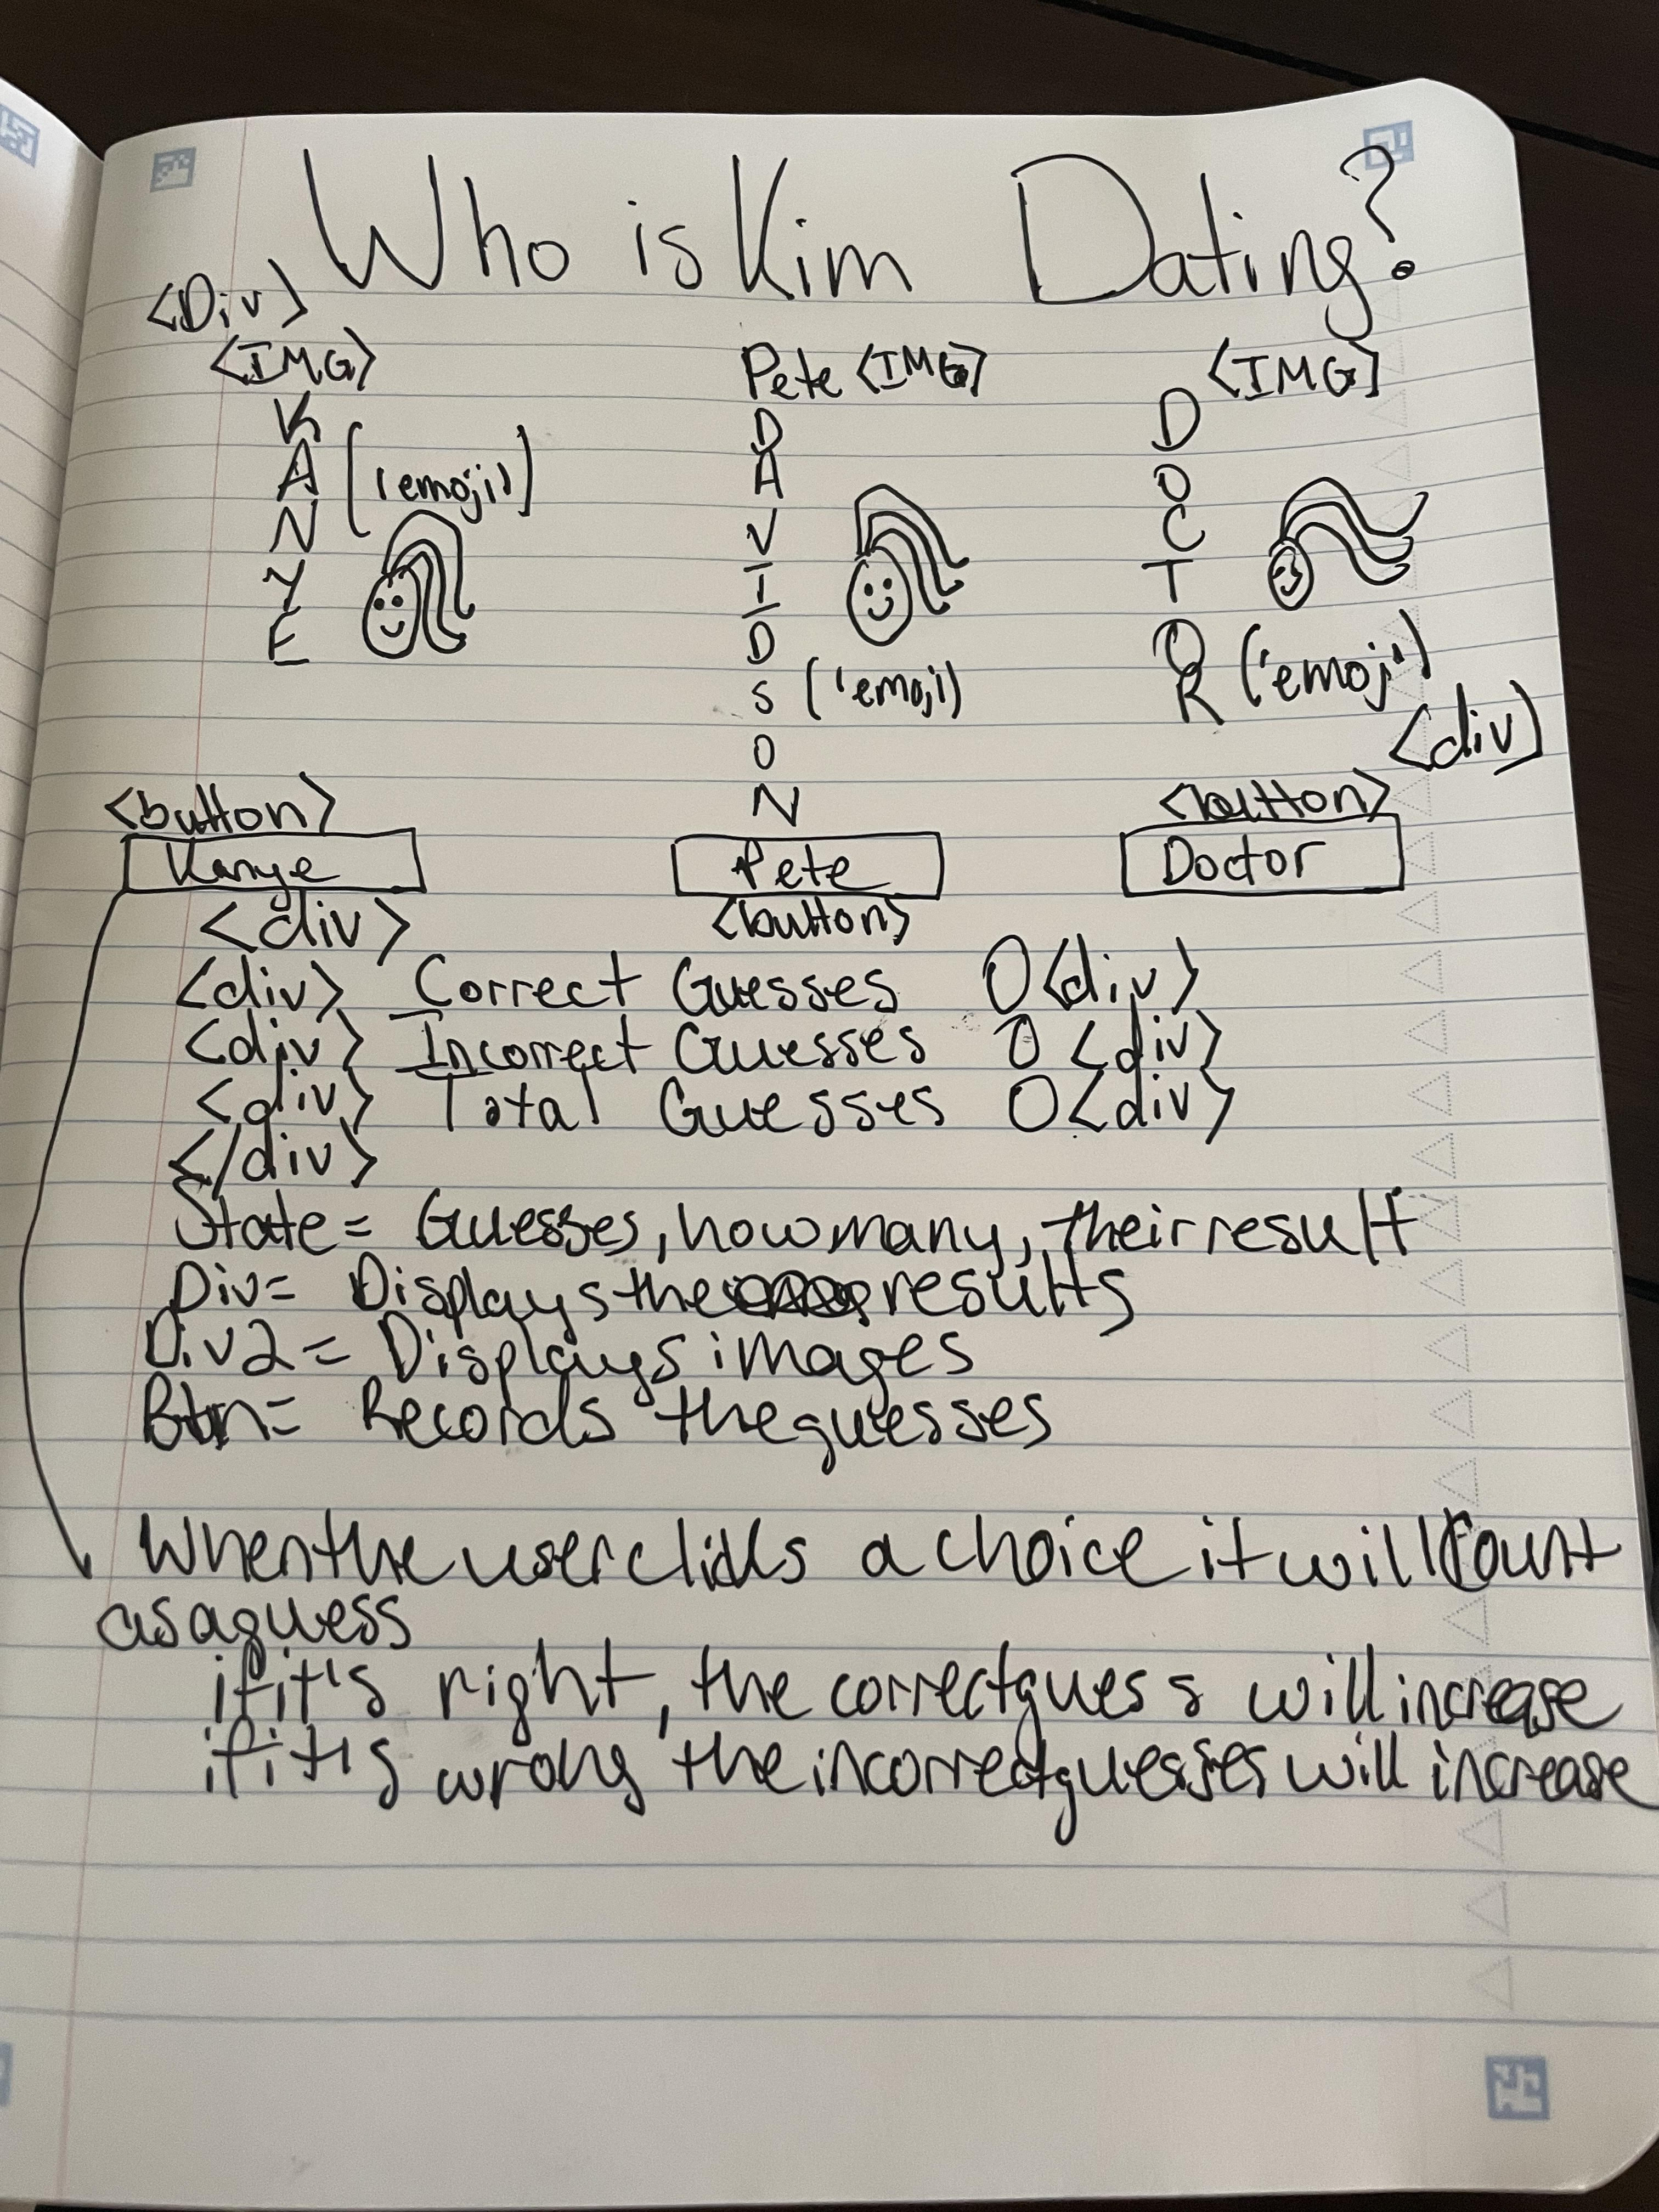 Who is Kim Dating?
<Div>
<IMG>
KANYE
('emoji')
Pete <IMG>
DAVIDSON
('emoji)
<IMG>
DOCTOR
('emoji')
<div>
<button>
Kanye
Pete
<button>
<button>
Doctor
<div>
<div> Correct Guesses 0<div>
<div> Incorrect Guesses 0 <div>
<div> Total Guesses 0<div>
</div>
State = Guesses, how many, their result
Div = Displays the results
Div2 = Displays images
Btn = Records the guesses
When the user clicks a choice it will count
as a guess
if it's right, the correct guess will increase
if it's wrong the incorrect guesses will increase